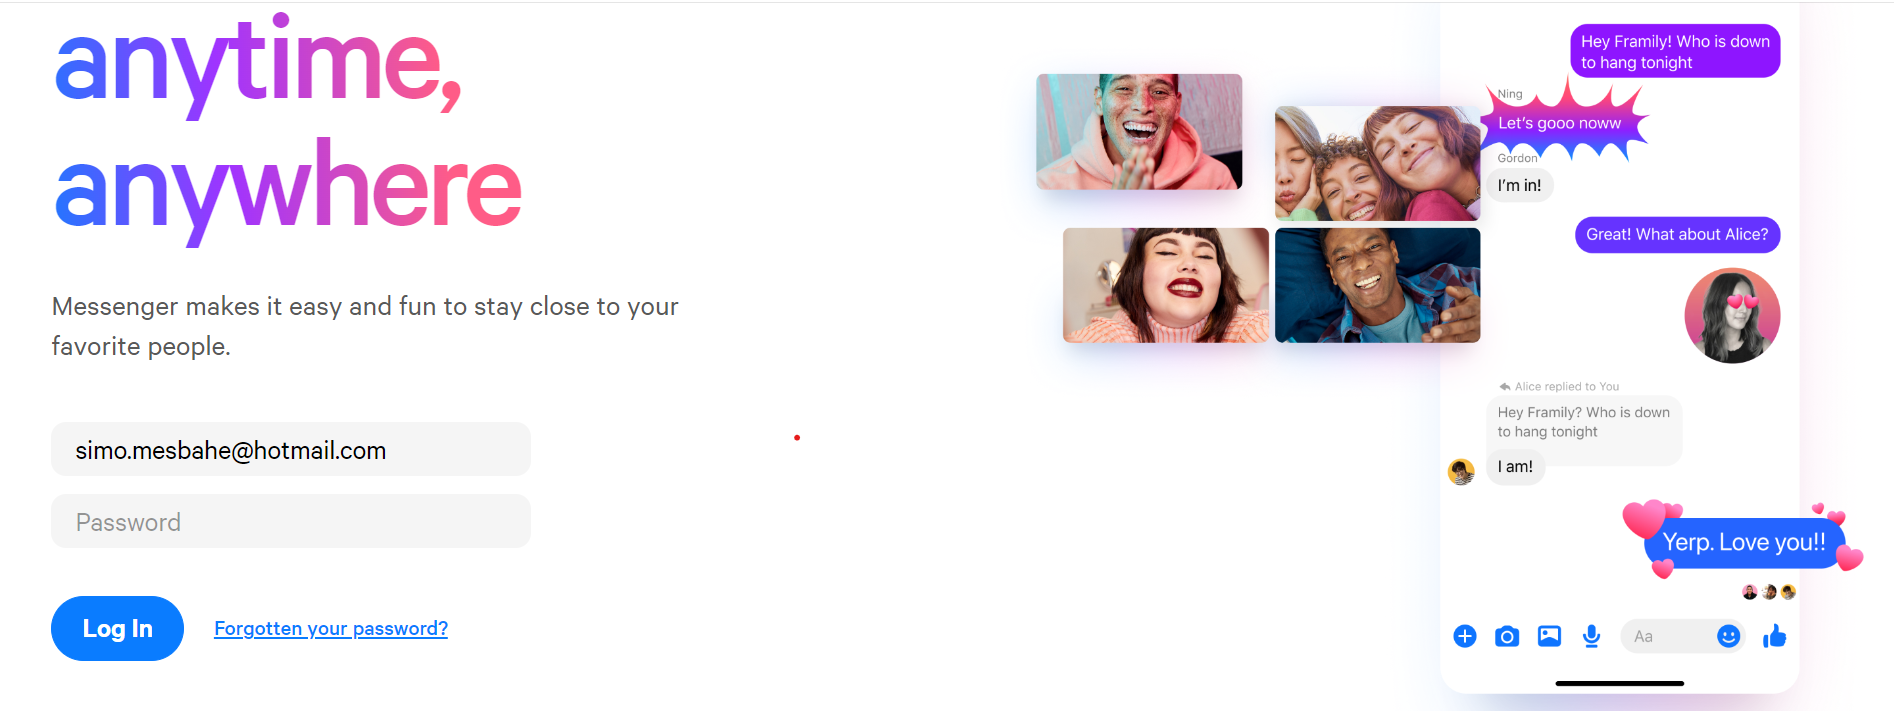 anytime,
anywhere
Messenger makes it easy and fun to stay close to your
favorite people.
simo.mesbahe@hotmail.com
Password
Log In
Forgotten your password?
Hey Framily! Who is down
to hang tonight
Ning
Let's gooo noww
Gordon
I'm in!
Great! What about Alice?
Alice replied to You
Hey Framily? Who is down
to hang tonight
I am!
Yerp. Love you!!
Aa